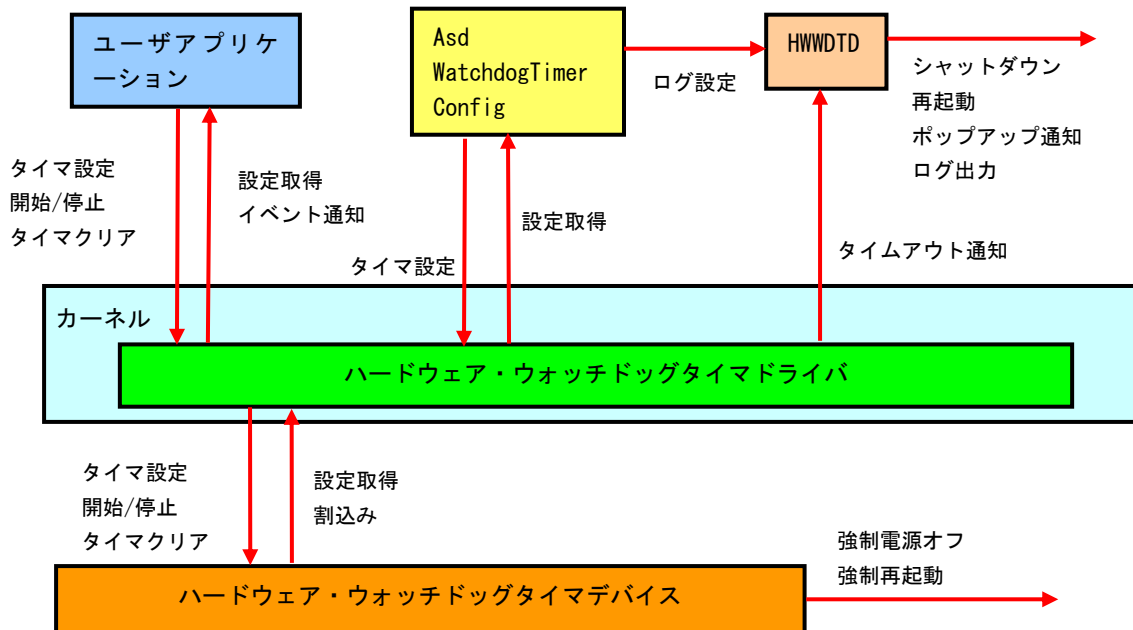 ユーザアプリケ
ーション
Asd
WatchdogTimer
Config
HWWDTD
ログ設定
シャットダウン
再起動
ポップアップ通知
ログ出力
タイマ設定
開始/停止
タイマクリア
設定取得
イベント通知
タイマ設定
設定取得
タイムアウト通知
カーネル
ハードウェア・ウォッチドッグタイマドライバ
タイマ設定
開始/停止
タイマクリア
設定取得
割込み
強制電源オフ
強制再起動
ハードウェア・ウォッチドッグタイマデバイス